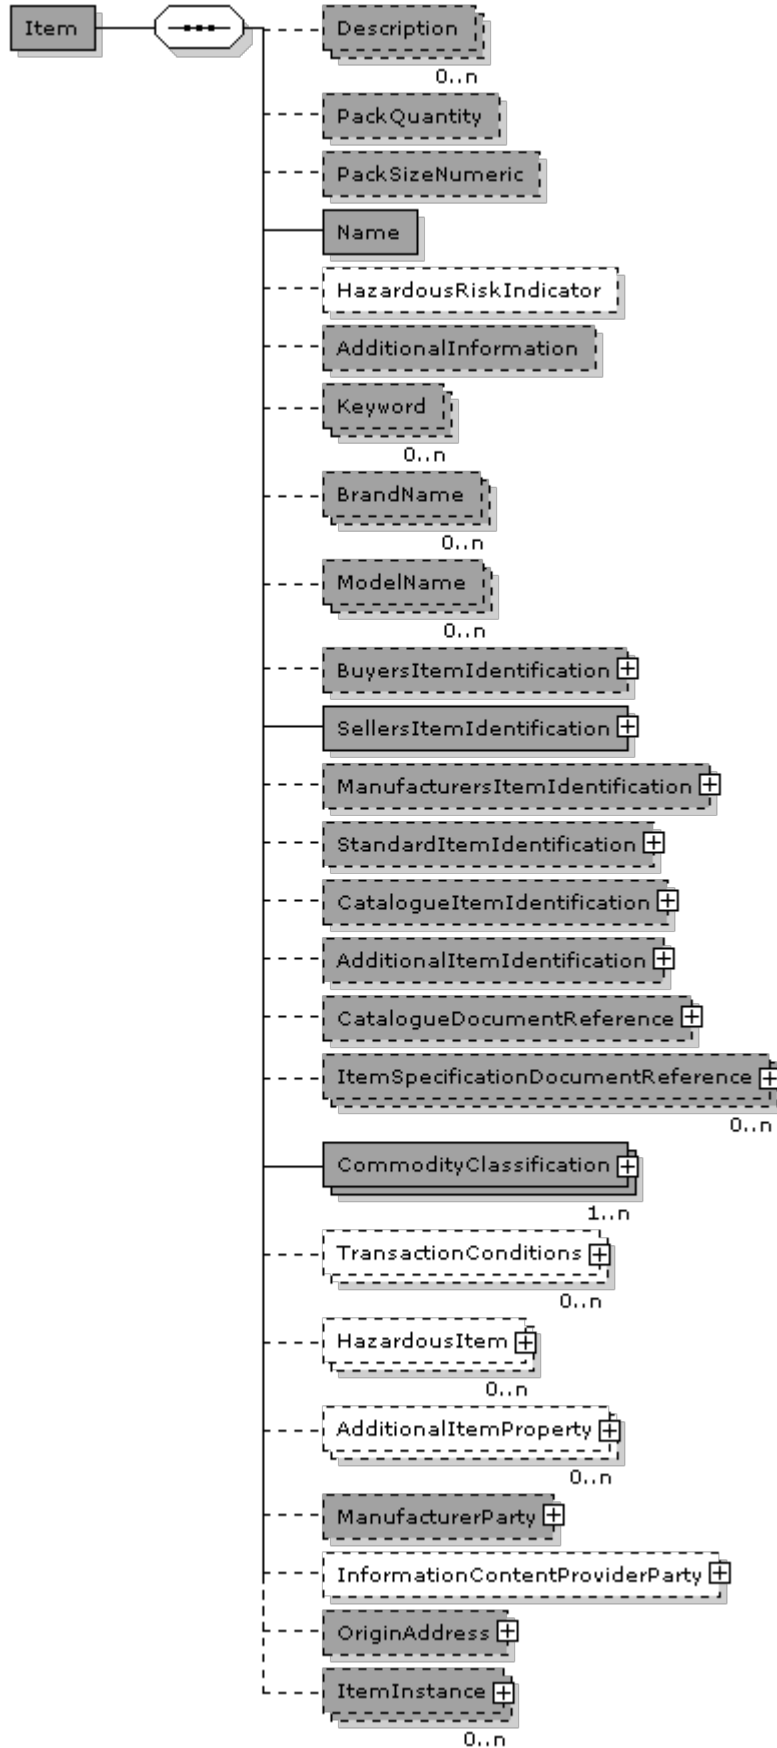 Item
Description
0..n
PackQuantity
PackSizeNumeric
Name
HazardousRiskIndicator
AdditionalInformation
Keyword
0..n
BrandName
0..n
ModelName
0..n
BuyersItemIdentification
SellersItemIdentification
ManufacturersItemIdentification
StandardItemIdentification
CatalogueItemIdentification
AdditionalItemIdentification
CatalogueDocumentReference
ItemSpecificationDocumentReference
0..n
CommodityClassification
1..n
TransactionConditions
0..n
HazardousItem
0..n
AdditionalItemProperty
0..n
ManufacturerParty
InformationContentProviderParty
OriginAddress
ItemInstance
0..n